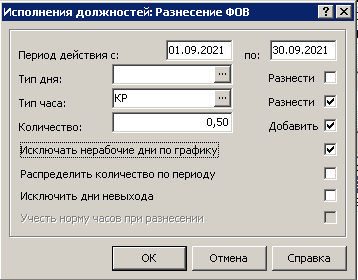 Исполнения должностей: Разнесение ФОВ
Период действия с: 01.09.2021 по: 30.09.2021
Тип дня: ... Разнести
Тип часа: КР ... Разнести
Количество: 0,50 Добавить
Исключать нерабочие дни по графику
Распределить количество по периоду
Исключить дни невыхода
Учесть норму часов при разнесении
ОК Отмена Справка